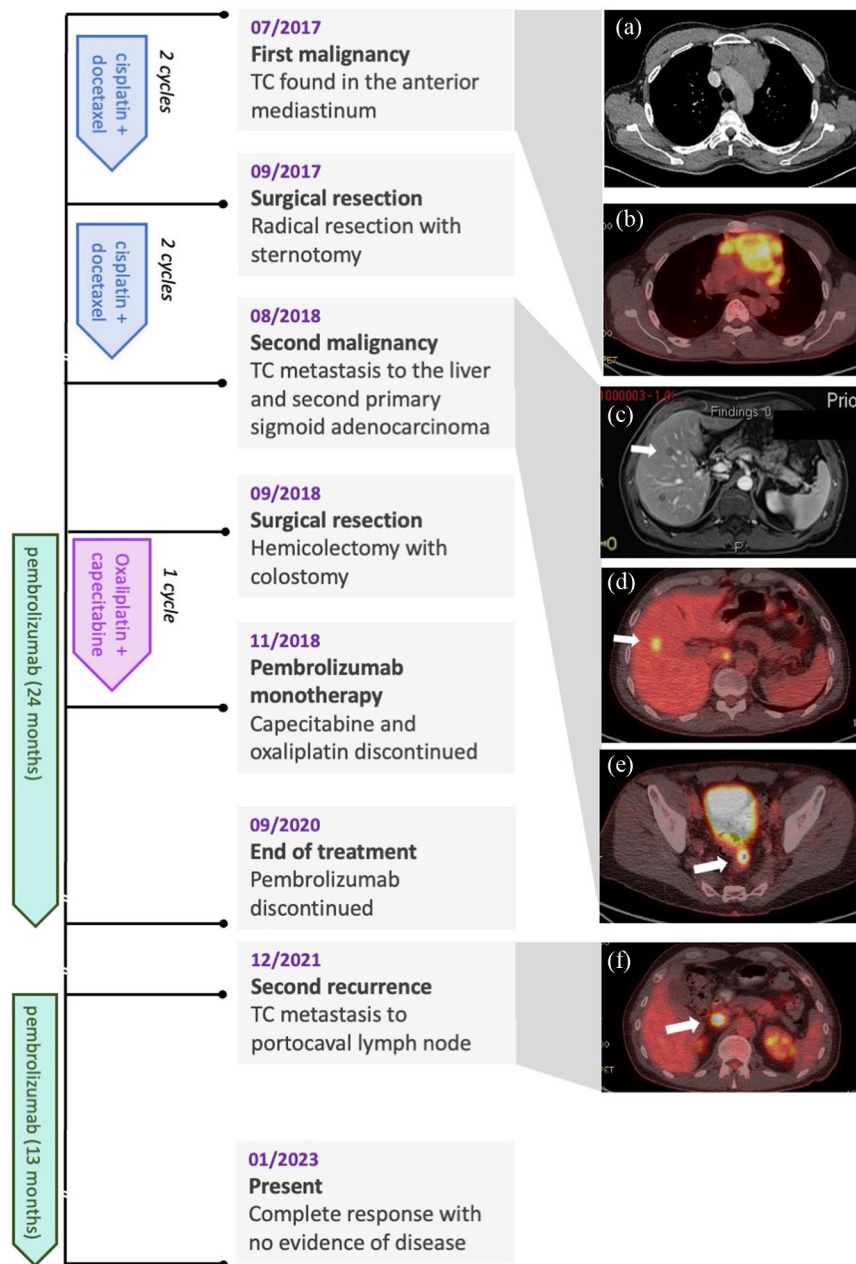 07/2017
First malignancy
TC found in the anterior
mediastinum
2 cycles
cisplatin +
docetaxel
09/2017
Surgical resection
Radical resection with
sternotomy
2 cycles
cisplatin +
docetaxel
08/2018
Second malignancy
TC metastasis to the liver
and second primary
sigmoid adenocarcinoma
09/2018
Surgical resection
Hemicolectomy with
colostomy
1 cycle
Oxaliplatin +
capecitabine
pembrolizumab (24 months)
11/2018
Pembrolizumab
monotherapy
Capecitabine and
oxaliplatin discontinued
09/2020
End of treatment
Pembrolizumab
discontinued
12/2021
Second recurrence
TC metastasis to
portocaval lymph node
pembrolizumab (13 months)
01/2023
Present
Complete response with
no evidence of disease
(a)
(b)
PET
(c)
Findings: 0
Prio
P
(d)
(e)
(f)
PET